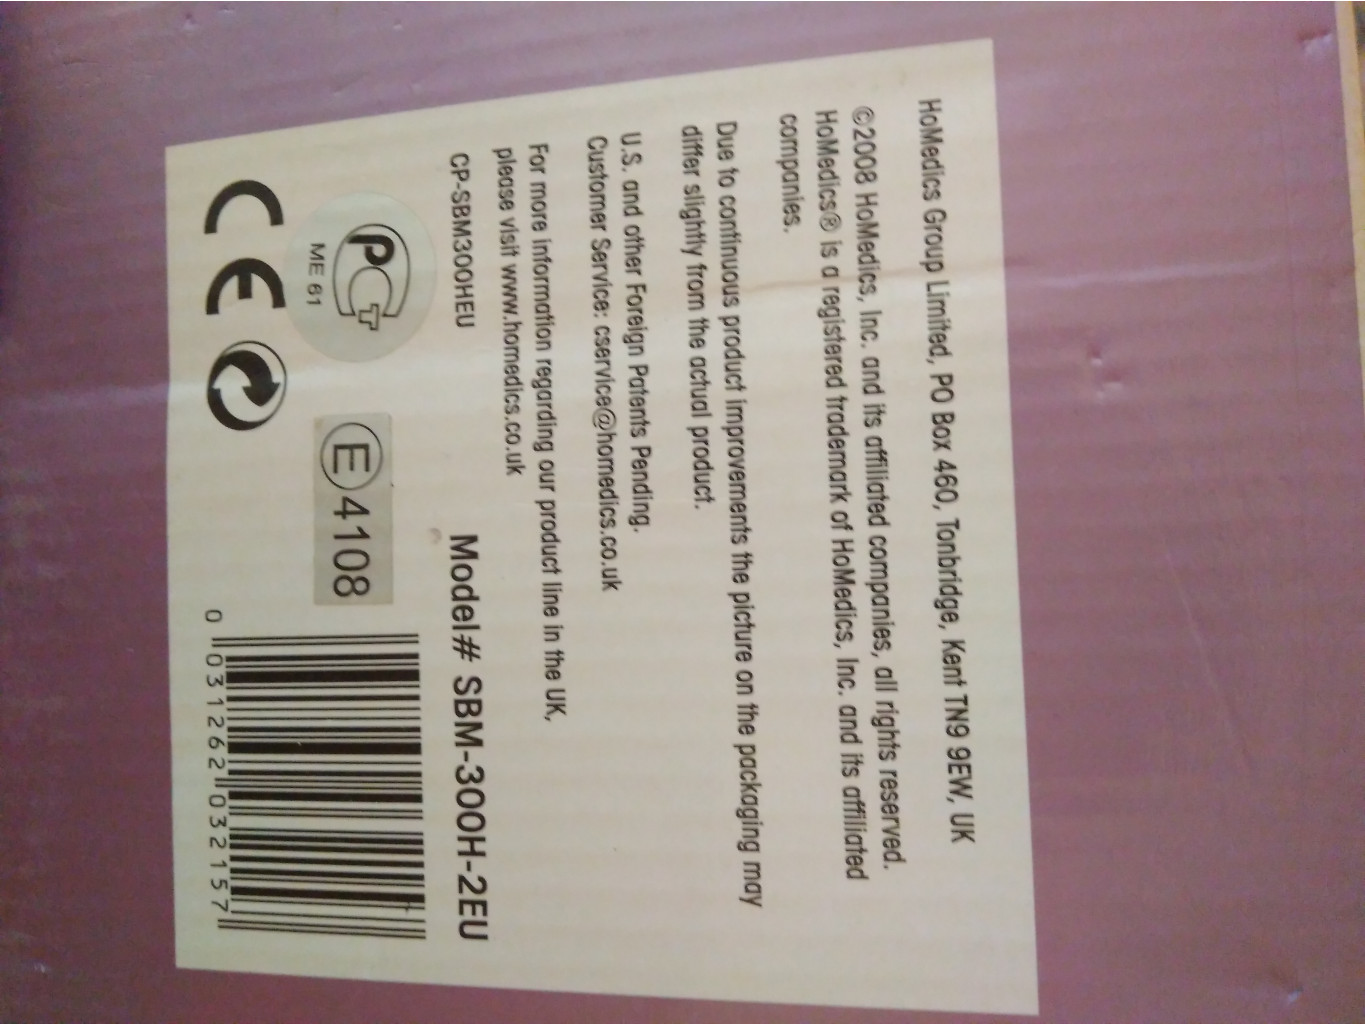 HoMedics Group Limited, PO Box 460, Tonbridge, Kent TN9 9EW, UK
©2008 HoMedics, Inc. and its affiliated companies, all rights reserved.
HoMedics® is a registered trademark of HoMedics, Inc. and its affiliated
companies.
Due to continuous product improvements the picture on the packaging may
differ slightly from the actual product.
U.S. and other Foreign Patents Pending.
Customer Service: cservice@homedics.co.uk
For more information regarding our product line in the UK,
please visit www.homedics.co.uk
CP-SBM300HEU
Model# SBM-300H-2EU
PCT
ME 61
E 4108
CE
0 031262 032157